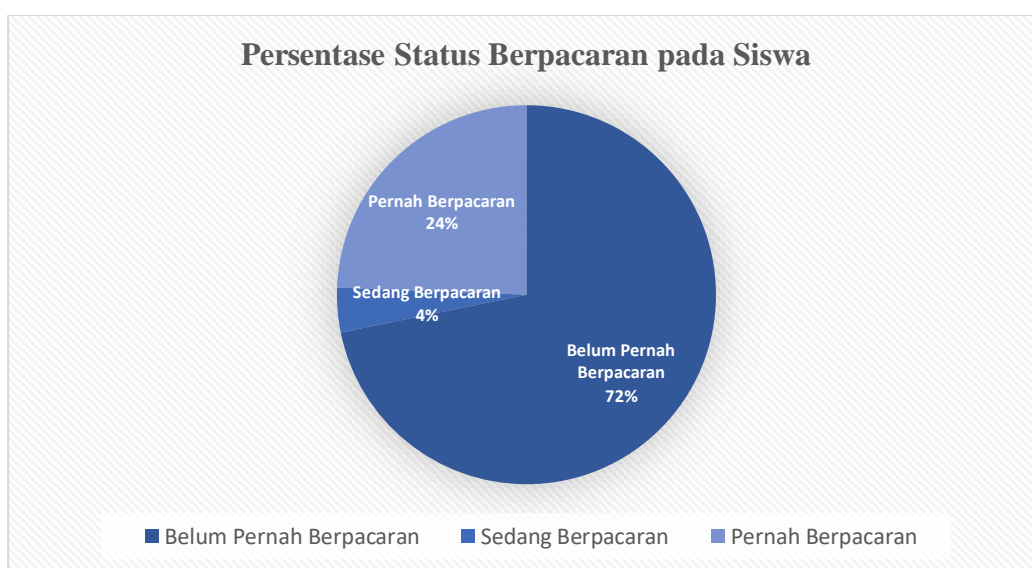 Persentase Status Berpacaran pada Siswa
Pernah Berpacaran
24%
Sedang Berpacaran
4%
Belum Pernah
Berpacaran
72%
Belum Pernah Berpacaran
Sedang Berpacaran
Pernah Berpacaran